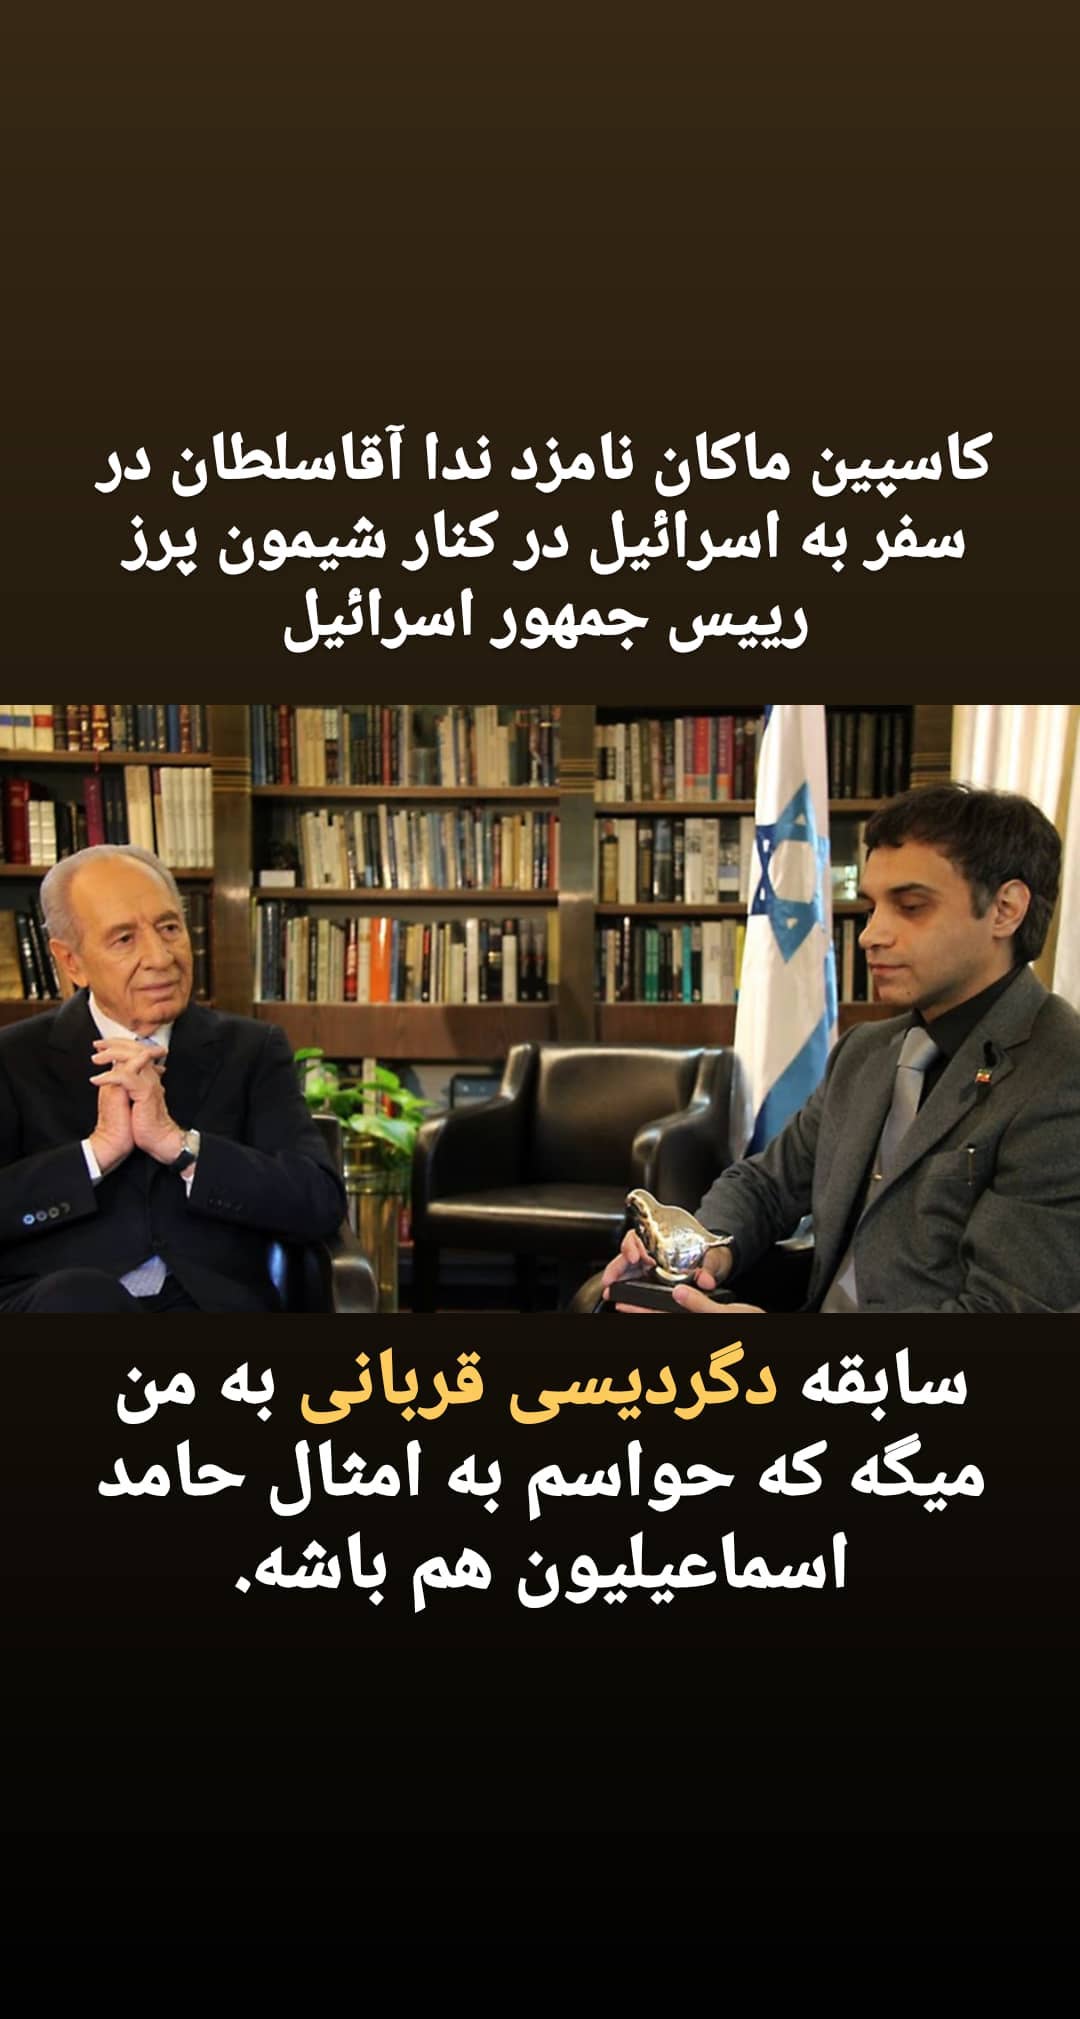 کاسپین ماکان نامزد ندا آقاسلطان در
سفر به اسرائیل در کنار شیمون پرز
رییس جمهور اسرائیل
سابقه دگردیسی قربانی به من
میگه که حواسم به امثال حامد
اسماعیلیون هم باشه.